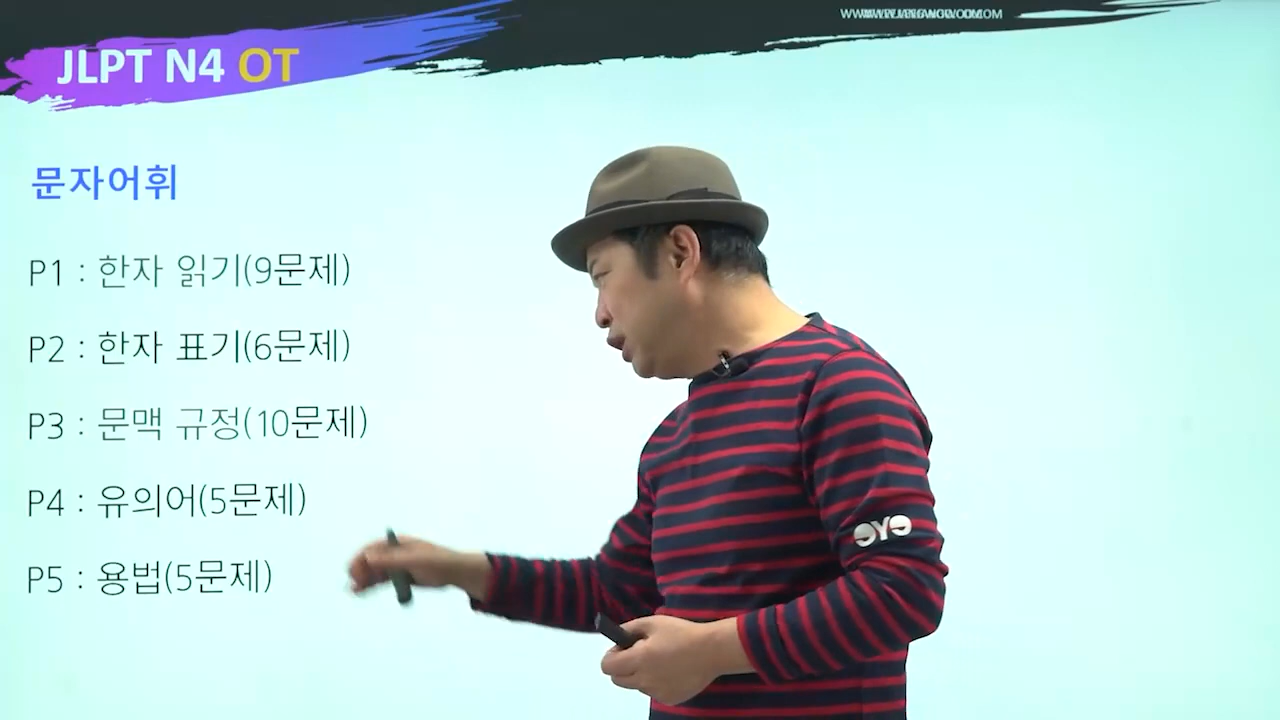 JLPT N4 OT
문자어휘
P1 : 한자 읽기(9문제)
P2 : 한자 표기(6문제)
P3 : 문맥 규정(10문제)
P4 : 유의어(5문제)
P5 : 용법(5문제)
OYO